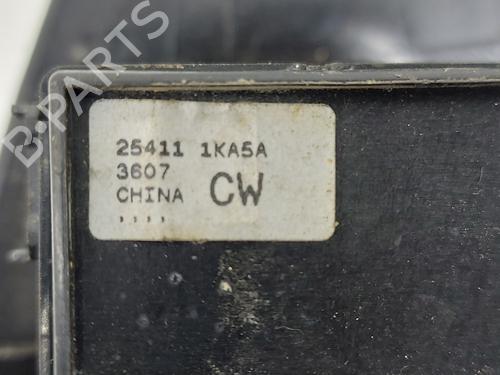 B-PARTS
25411 1KA5A
3607
CHINA CW
,,,,